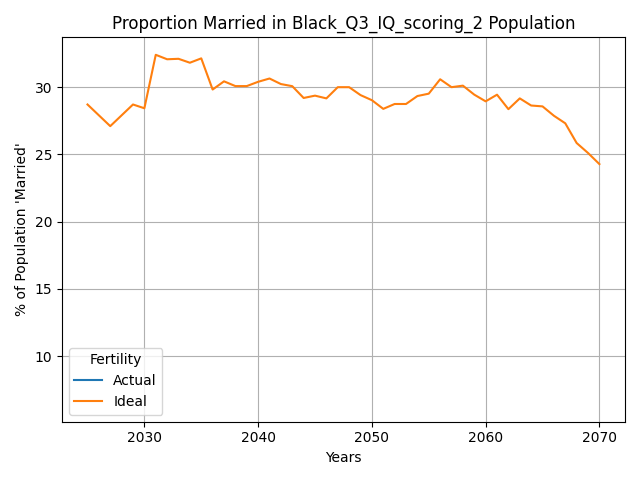 Proportion Married in Black_Q3_IQ_scoring_2 Population
% of Population 'Married'
30
25
20
15
10
Fertility
Actual
Ideal
2030 2040 2050 2060 2070
Years